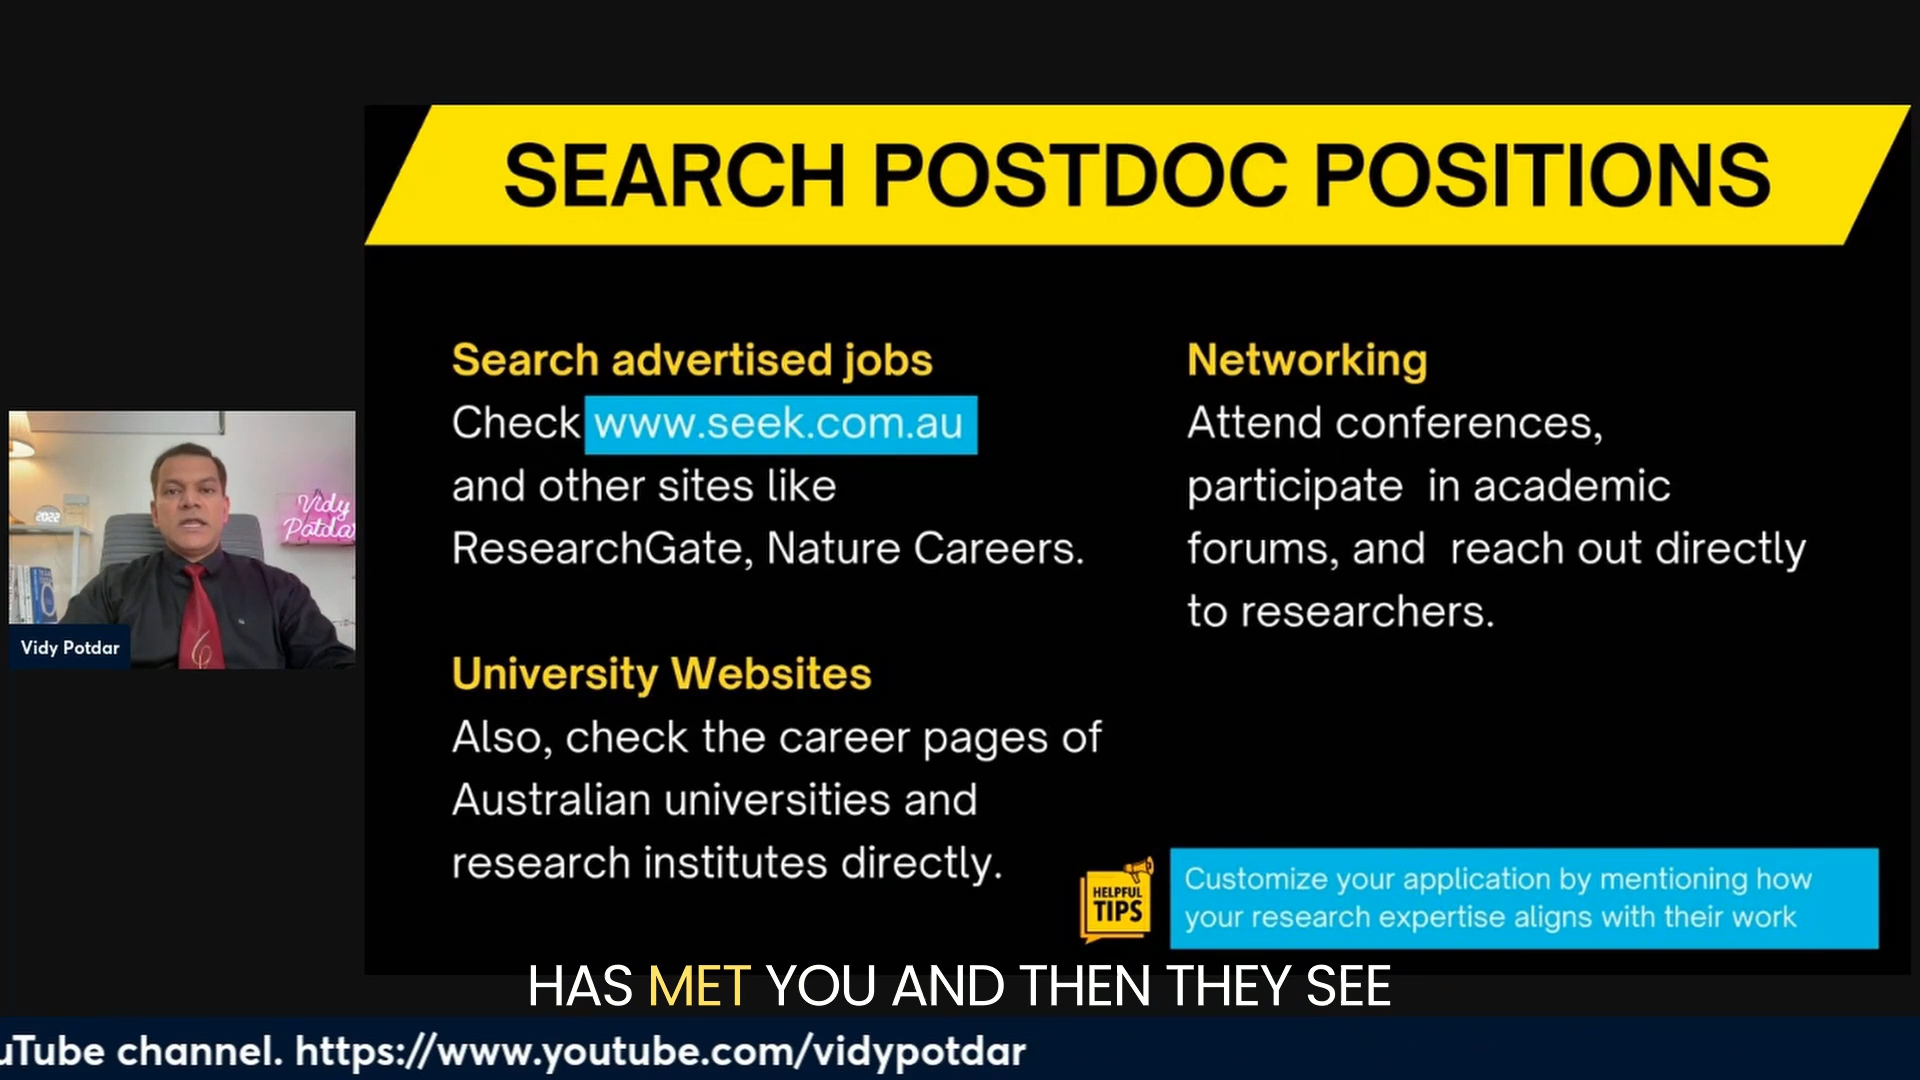 SEARCH POSTDOC POSITIONS
Search advertised jobs
Check www.seek.com.au
and other sites like
ResearchGate, Nature Careers.
University Websites
Also, check the career pages of
Australian universities and
research institutes directly.
Networking
Attend conferences,
participate in academic
forums, and reach out directly
to researchers.
HELPFUL
TIPS
Customize your application by mentioning how
your research expertise aligns with their work
2022
Vidy
Potdar
Vidy Potdar
HAS MET YOU AND THEN THEY SEE
uTube channel. https://www.youtube.com/vidypotdar